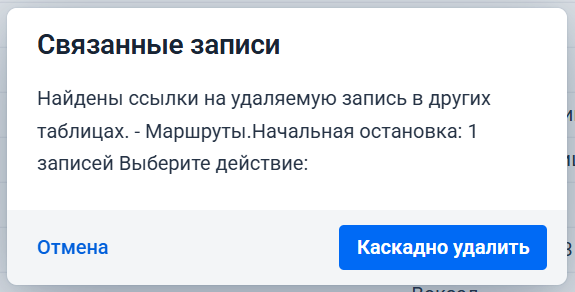 Связанные записи
Найдены ссылки на удаляемую запись в других
таблицах. - Маршруты.Начальная остановка: 1
записей Выберите действие:
Отмена
Каскадно удалить